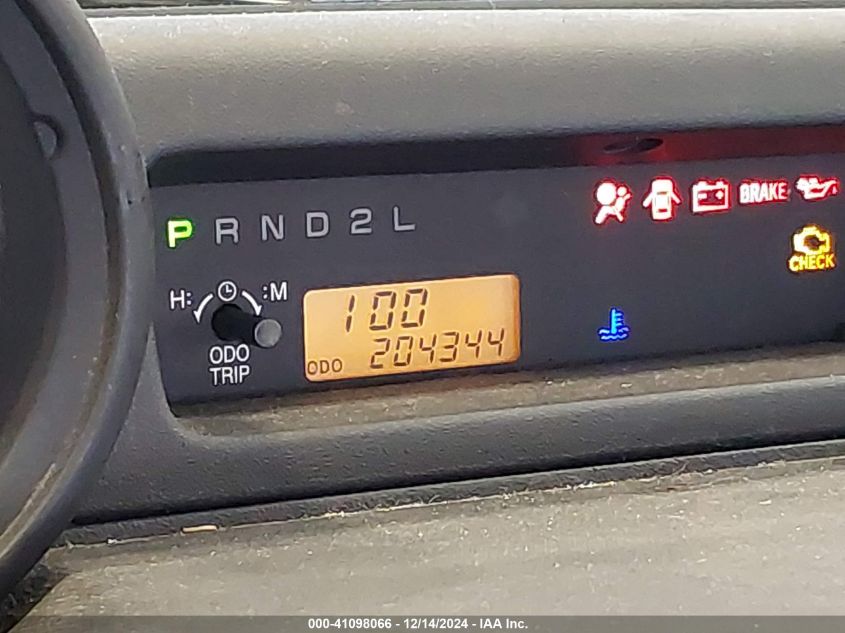 P R N D 2 L
BRAKE
CHECK
H: :M
ODO
TRIP
100
ODO 204344
000-41098066 - 12/14/2024 - IAA Inc.